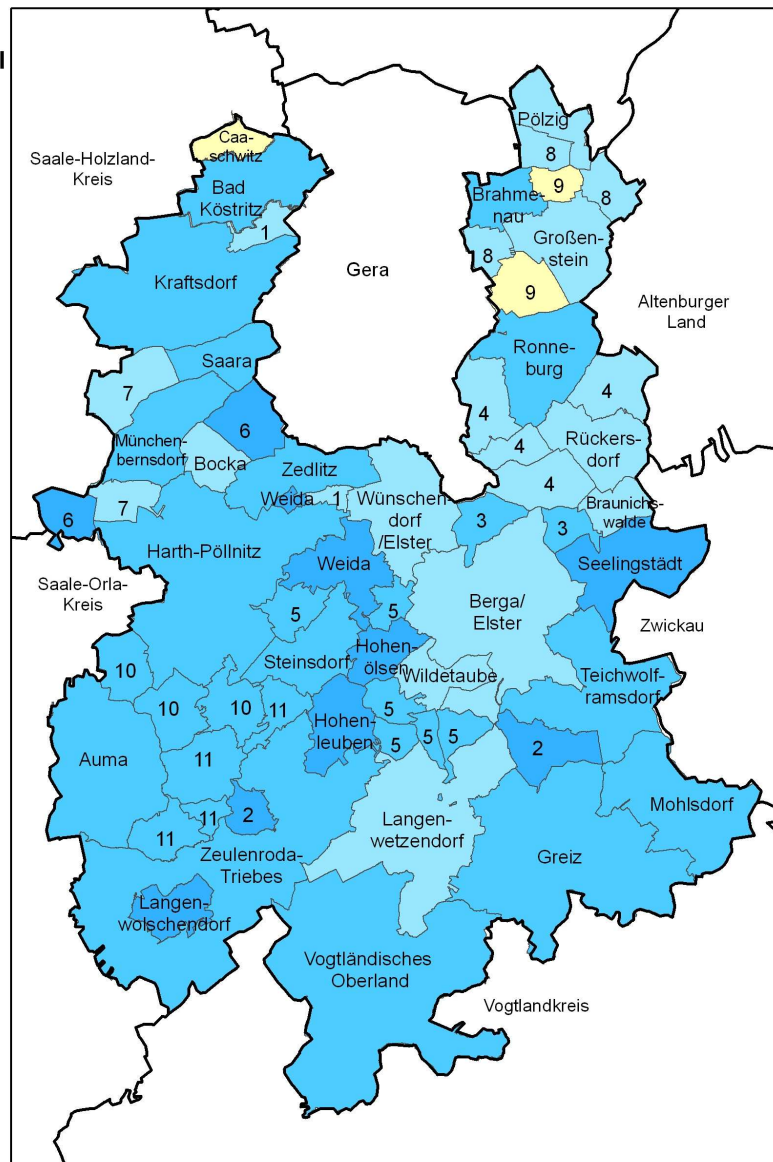 Pölzig
Caa-
schwitz
8
Saale-Holzland-
Kreis
Bad
Köstritz
Brahme-
nau
9
8
1
Großen-
stein
8
Gera
Kraftsdorf
9
Altenburger
Land
Ronne-
burg
Saara
7
4
4
6
München-
bernsdorf
Bocka
Zedlitz
4
Rückers-
dorf
4
Weida
1
Wünschen-
dorf
/Elster
Braunichs-
walde
7
6
3
3
Harth-Pöllnitz
Weida
Seelingstädt
Saale-Orla-
Kreis
5
5
Berga/
Elster
Zwickau
Hohen-
ölsen
Steinsdorf
Wildetaube
Teichwolf-
ramsdorf
10
10
10
11
Hohen-
leuben
5
5
5
5
2
Auma
11
Mohlsdorf
11
2
11
Langen-
wetzendorf
Zeulenroda-
Triebes
Greiz
Langen-
wolschendorf
Vogtländisches
Oberland
Vogtlandkreis